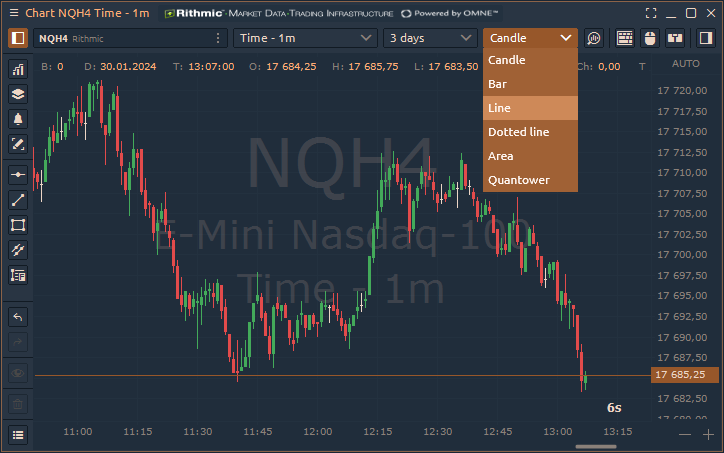 Chart NQH4 Time - 1m
Rithmic™-Market Data-Trading Infrastructure
Powered by OMNE™
NQH4 Rithmic
Time - 1m
3 days
Candle
B: 0 D: 30.01.2024 T: 13:07:00 O: 17 684,25 H: 17 685,75 L: 17 683,50 Ch: 0,00 T
AUTO
Candle
Bar
Line
Dotted line
Area
Quantower
NQH4
E-Mini Nasdaq-100
Time - 1m
17 720,00
17 717,50
17 715,00
17 712,50
17 710,00
17 707,50
17 705,00
17 702,50
17 700,00
17 697,50
17 695,00
17 692,50
17 690,00
17 687,50
17 685,25
17 682,50
17 680,00
6s
11:00 11:15 11:30 11:45 12:00 12:15 12:30 12:45 13:00 13:15